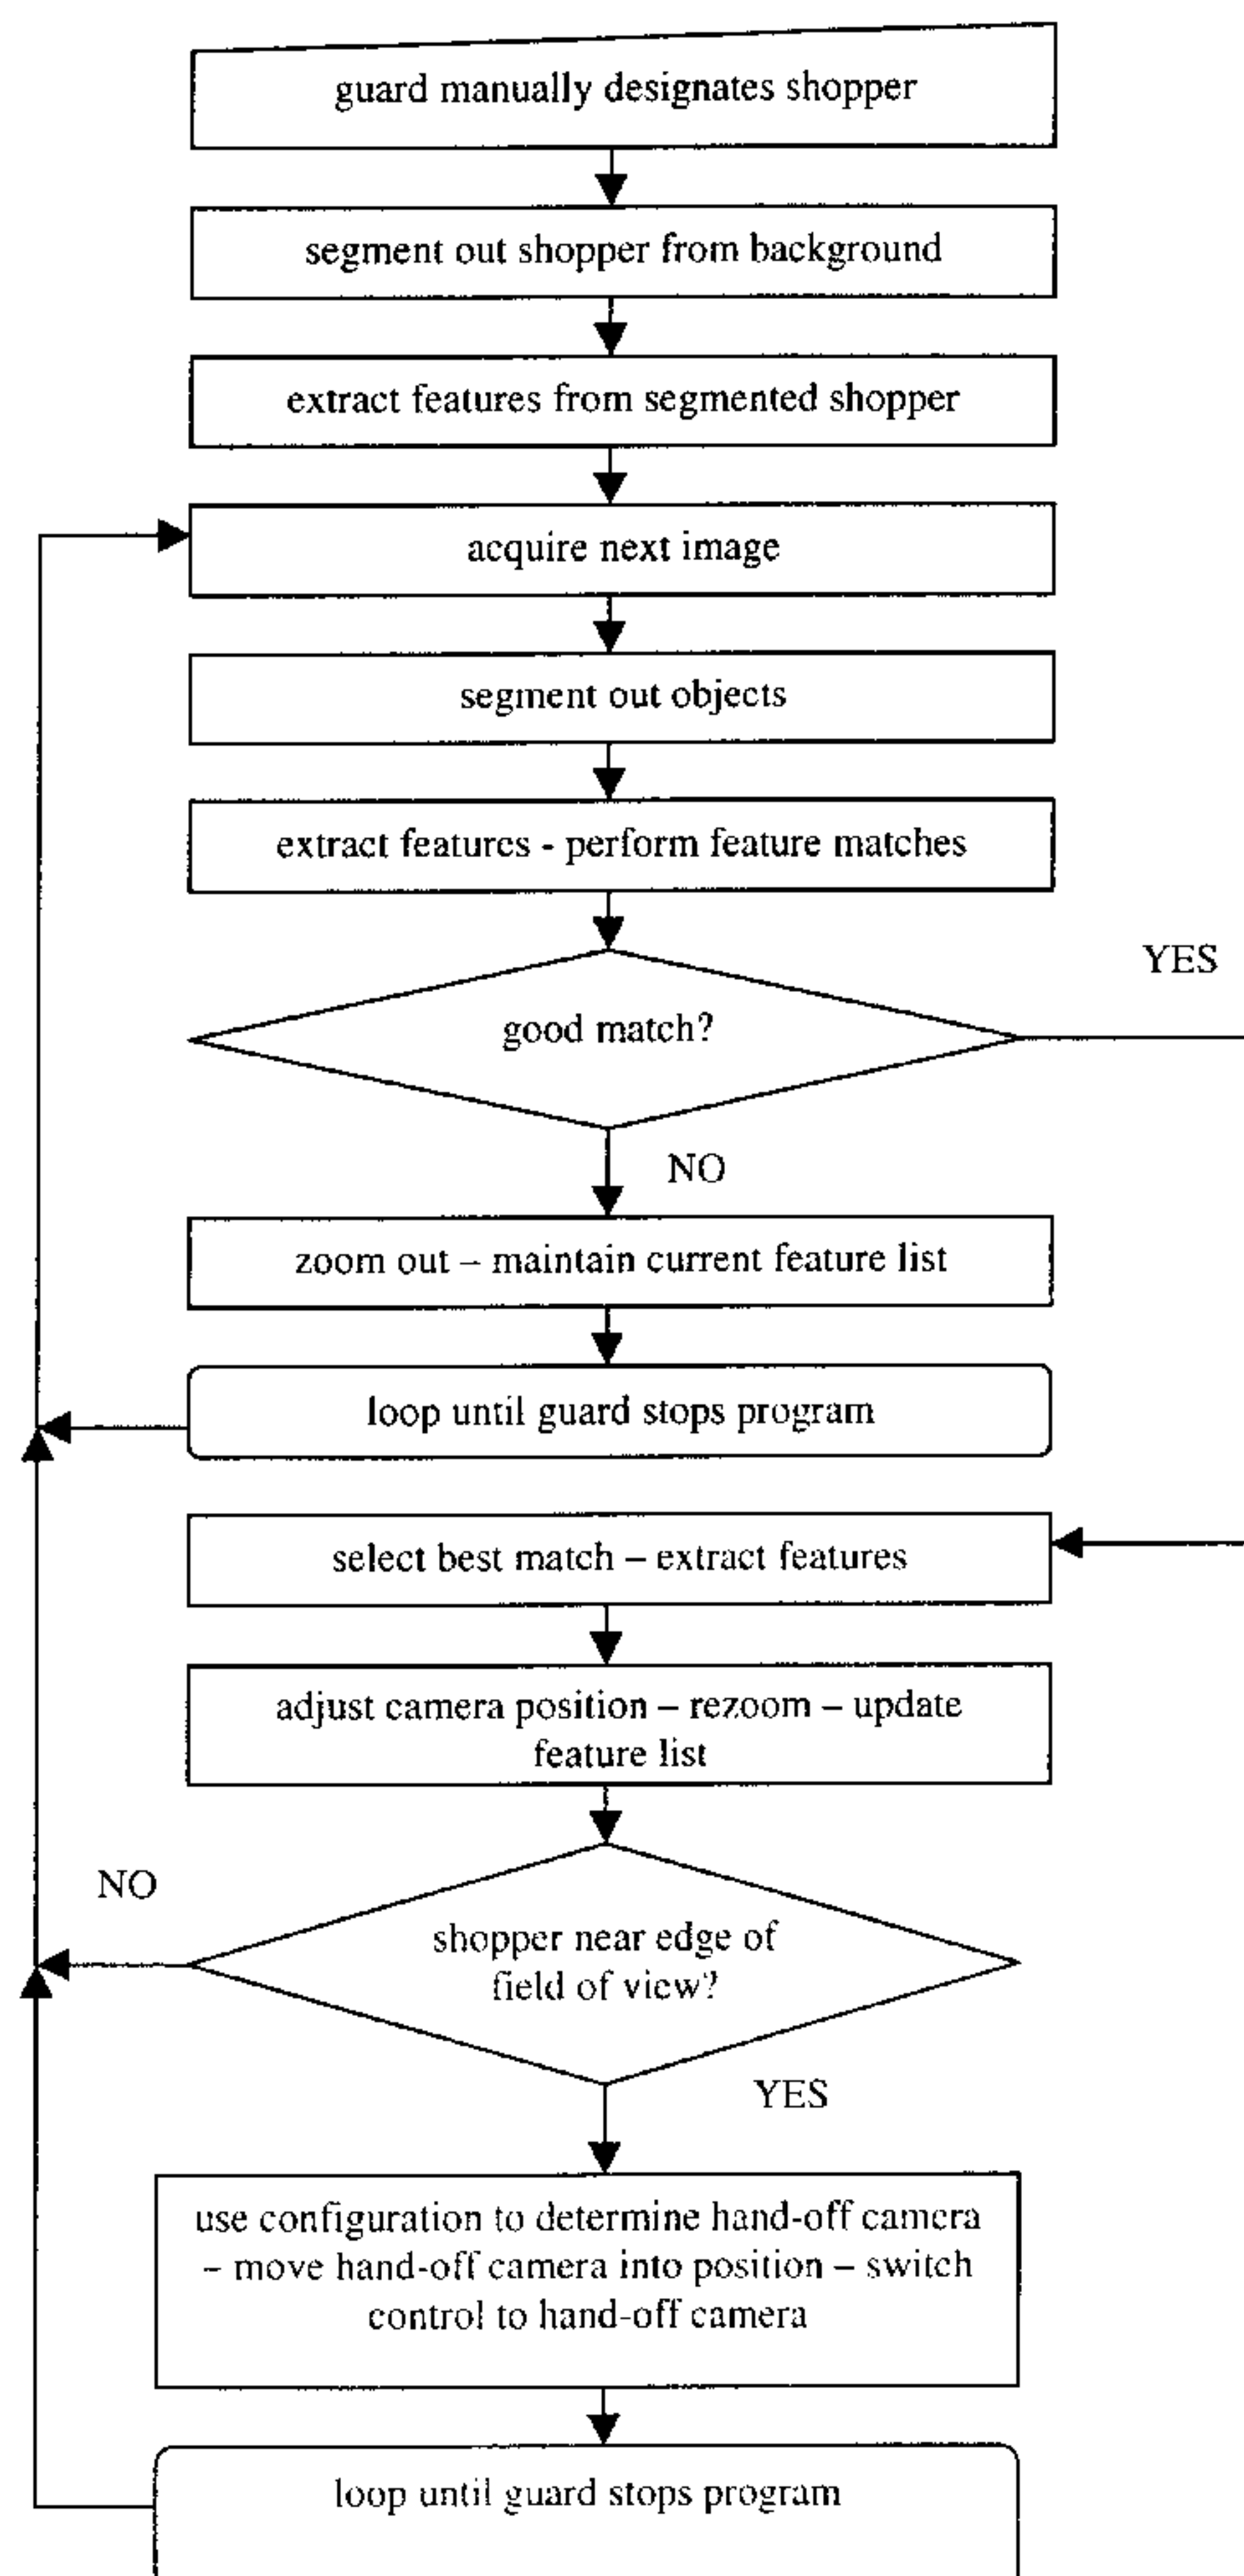 guard manually designates shopper
segment out shopper from background
extract features from segmented shopper
acquire next image
segment out objects
extract features - perform feature matches
YES
good match?
NO
zoom out – maintain current feature list
loop until guard stops program
select best match – extract features
adjust camera position – rezoom – update
feature list
NO
shopper near edge of
field of view?
YES
use configuration to determine hand-off camera
– move hand-off camera into position – switch
control to hand-off camera
loop until guard stops program